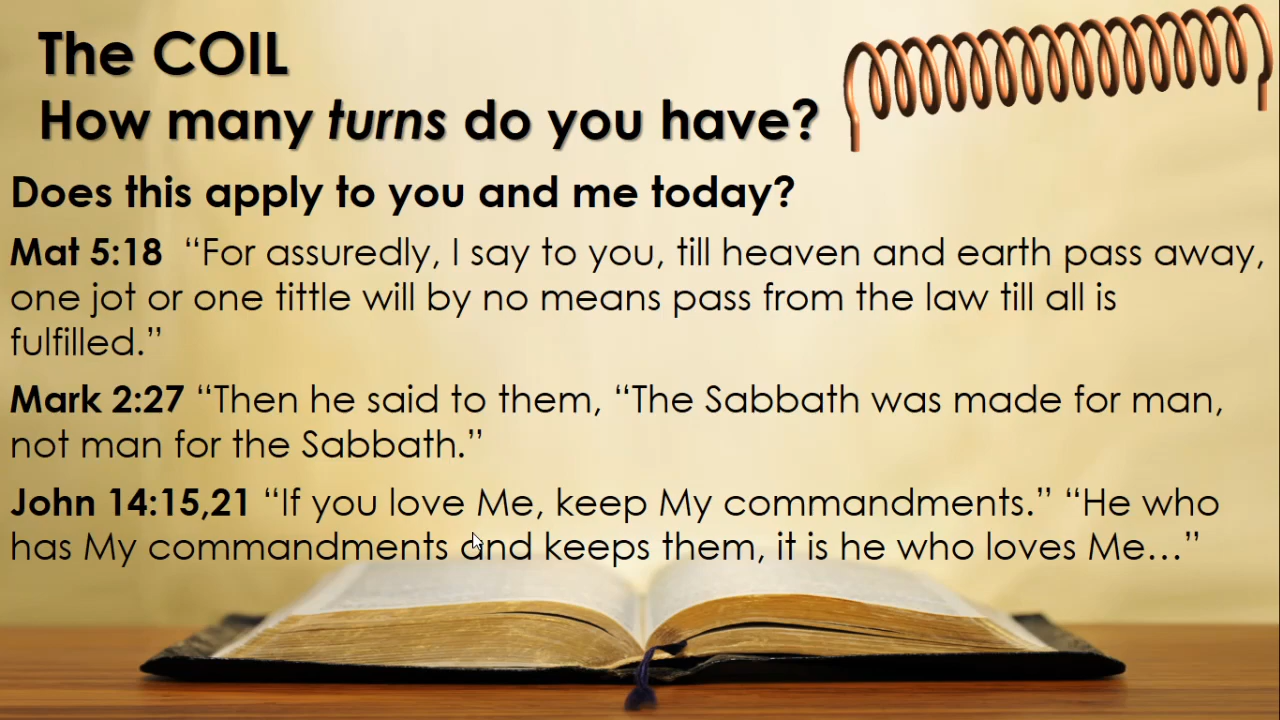 The COIL
How many turns do you have?
Does this apply to you and me today?
Mat 5:18  “For assuredly, I say to you, till heaven and earth pass away,
one jot or one tittle will by no means pass from the law till all is
fulfilled.”
Mark 2:27 “Then he said to them, “The Sabbath was made for man,
not man for the Sabbath.”
John 14:15,21 “If you love Me, keep My commandments.” “He who
has My commandments and keeps them, it is he who loves Me…”